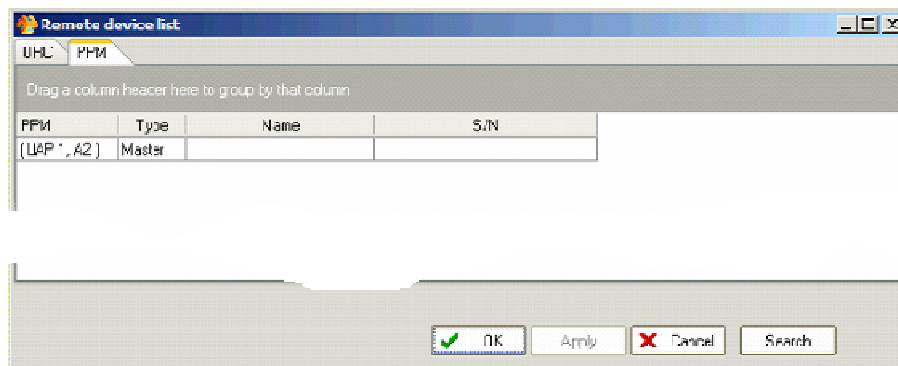 Remote device list
PPM
Drag a column header here to group by that column
PPM Type Name S/N
A2 ) Master
OK Apply Cancel Search